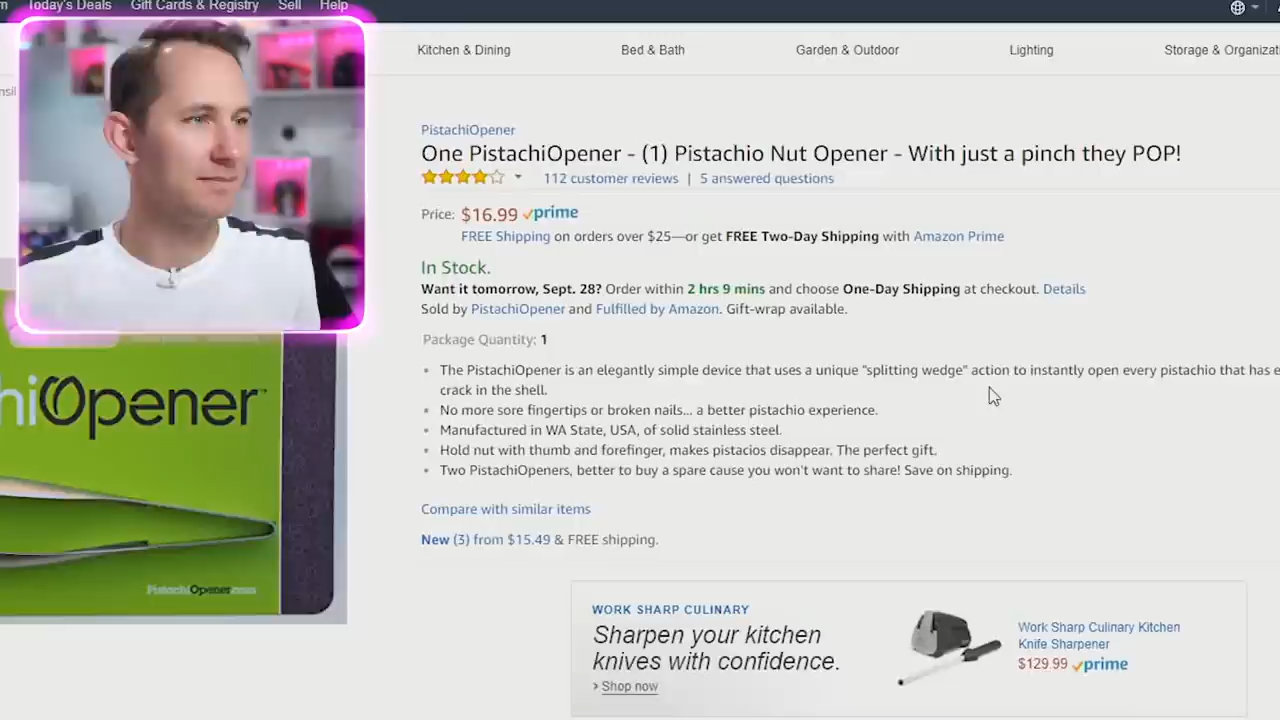 Today's Deals Gift Cards & Registry Sell Help
Kitchen & Dining Bed & Bath Garden & Outdoor Lighting Storage &
PistachiOpener
One PistachiOpener - (1) Pistachio Nut Opener - With just a pinch they POP!
112 customer reviews | 5 answered questions
Price: $16.99 prime
FREE Shipping on orders over $25—or get FREE Two-Day Shipping with Amazon Prime
In Stock.
Want it tomorrow, Sept. 28? Order within 2 hrs 9 mins and choose One-Day Shipping at checkout. Details
Sold by PistachiOpener and Fulfilled by Amazon. Gift-wrap available.
Package Quantity: 1
The PistachiOpener is an elegantly simple device that uses a unique "splitting wedge" action to instantly open every pistachio that has
crack in the shell.
No more sore fingertips or broken nails... a better pistachio experience.
Manufactured in WA State, USA, of solid stainless steel.
Hold nut with thumb and forefinger, makes pistacios disappear. The perfect gift.
Two PistachiOpeners, better to buy a spare cause you won't want to share! Save on shipping.
Compare with similar items
New (3) from $15.49 & FREE shipping.
hiOpener™
PistachiOpener.com
WORK SHARP CULINARY
Sharpen your kitchen
knives with confidence.
› Shop now
Work Sharp Culinary Kitchen
Knife Sharpener
$129.99 prime